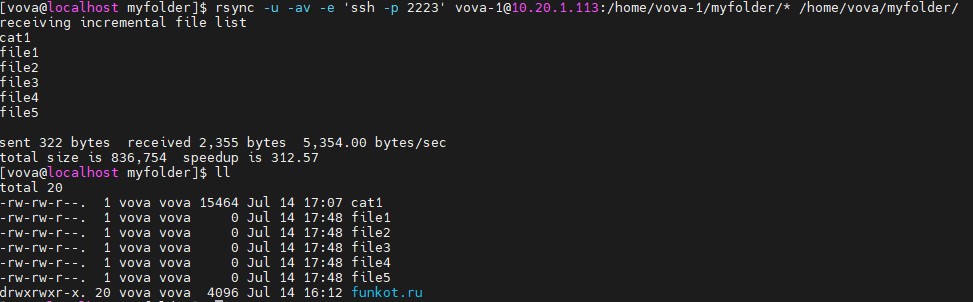 [vova@localhost myfolder]$ rsync -u -av -e 'ssh -p 2223' vova-1@10.20.1.113:/home/vova-1/myfolder/* /home/vova/myfolder/
receiving incremental file list
cat1
file1
file2
file3
file4
file5
sent 322 bytes  received 2,355 bytes  5,354.00 bytes/sec
total size is 836,754  speedup is 312.57
[vova@localhost myfolder]$ ll
total 20
-rw-rw-r--.  1 vova vova 15464 Jul 14 17:07 cat1
-rw-rw-r--.  1 vova vova     0 Jul 14 17:48 file1
-rw-rw-r--.  1 vova vova     0 Jul 14 17:48 file2
-rw-rw-r--.  1 vova vova     0 Jul 14 17:48 file3
-rw-rw-r--.  1 vova vova     0 Jul 14 17:48 file4
-rw-rw-r--.  1 vova vova     0 Jul 14 17:48 file5
drwxrwxr-x. 20 vova vova  4096 Jul 14 16:12 funkot.ru